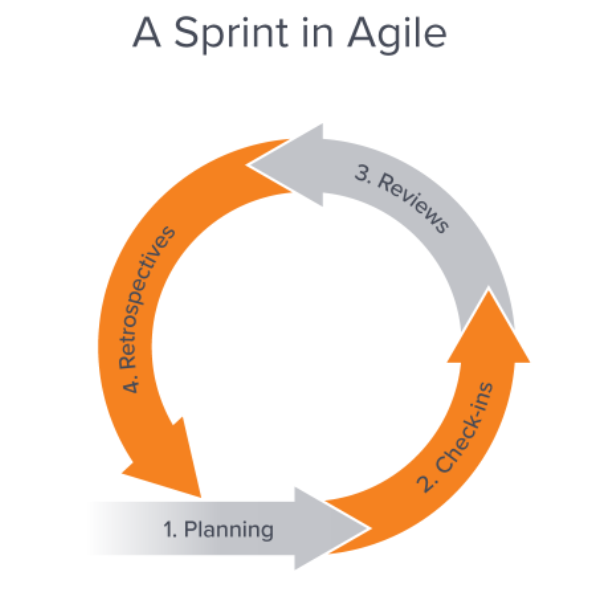 A Sprint in Agile
1. Planning
2. Check-ins
3. Reviews
4. Retrospectives